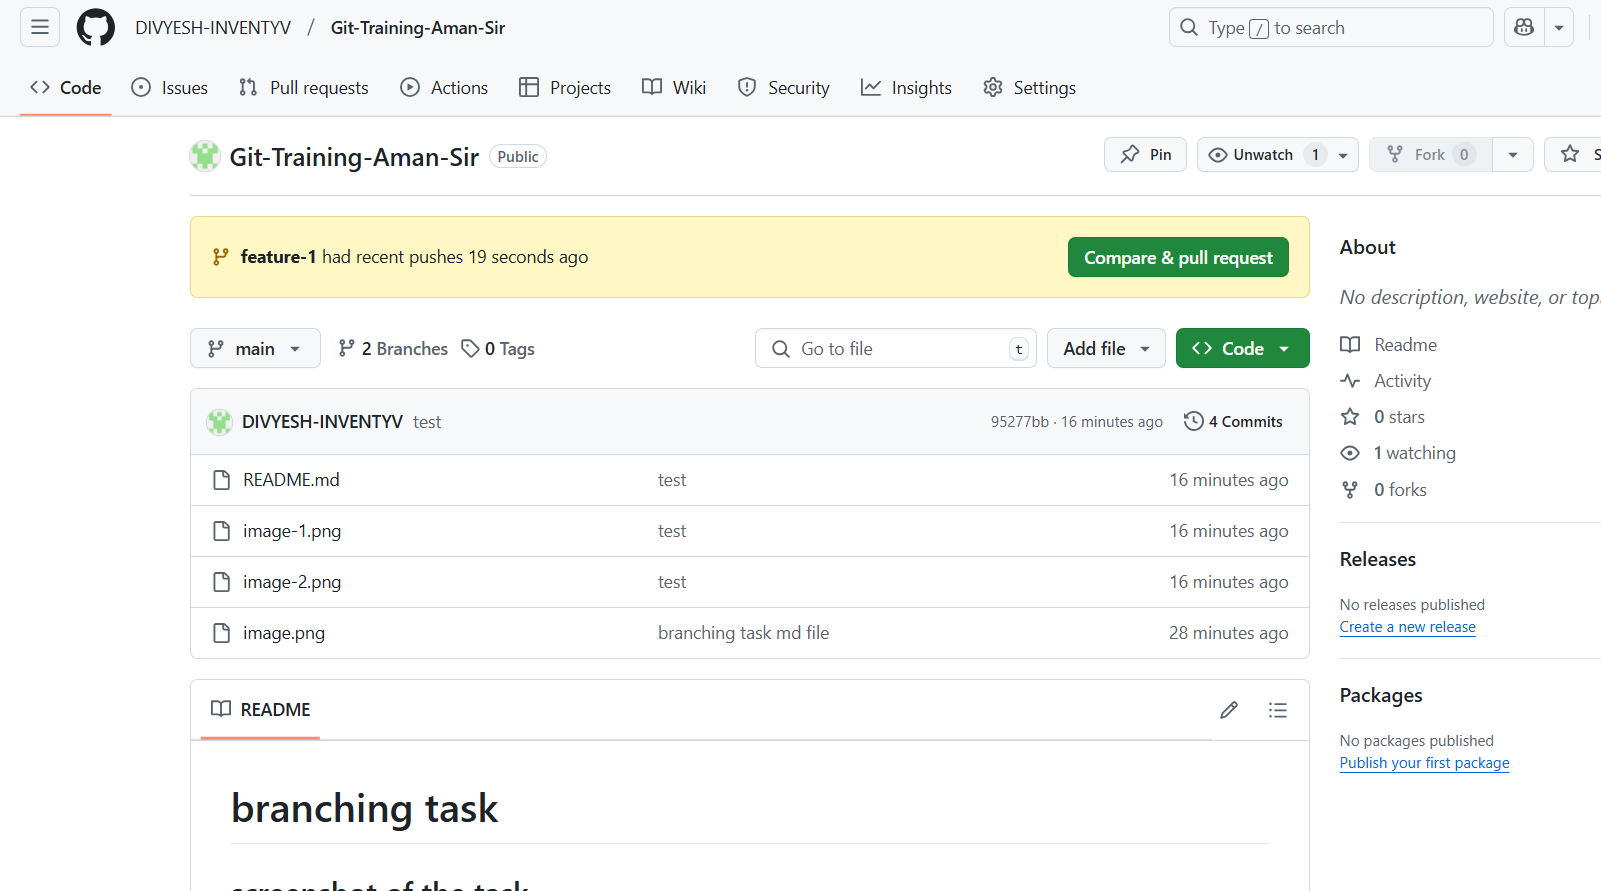 DIVYESH-INVENTYV / Git-Training-Aman-Sir
Type / to search
Code Issues Pull requests Actions Projects Wiki Security Insights Settings
Git-Training-Aman-Sir Public
Pin Unwatch 1 Fork 0 S
feature-1 had recent pushes 19 seconds ago
Compare & pull request
main 2 Branches 0 Tags
Go to file t Add file Code
DIVYESH-INVENTYV test 95277bb · 16 minutes ago 4 Commits
README.md test 16 minutes ago
image-1.png test 16 minutes ago
image-2.png test 16 minutes ago
image.png branching task md file 28 minutes ago
README
branching task
screenshot of the task
About
No description, website, or top
Readme
Activity
0 stars
1 watching
0 forks
Releases
No releases published
Create a new release
Packages
No packages published
Publish your first package